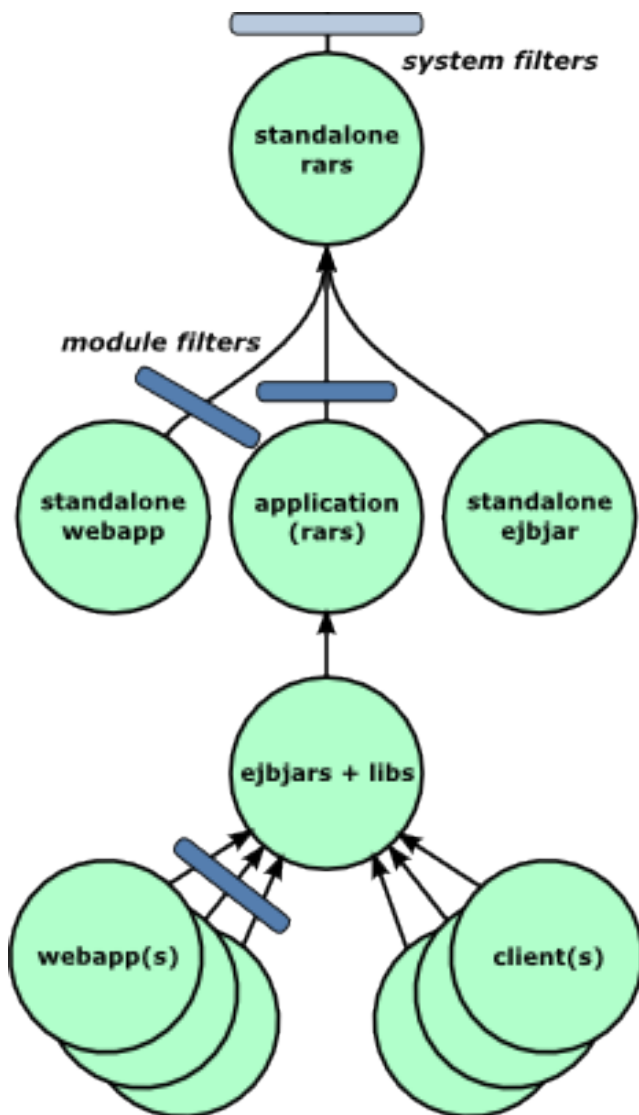 system filters
standalone
rars
module filters
standalone
webapp
application
(rars)
standalone
ejbjar
ejbjars + libs
webapp(s)
client(s)